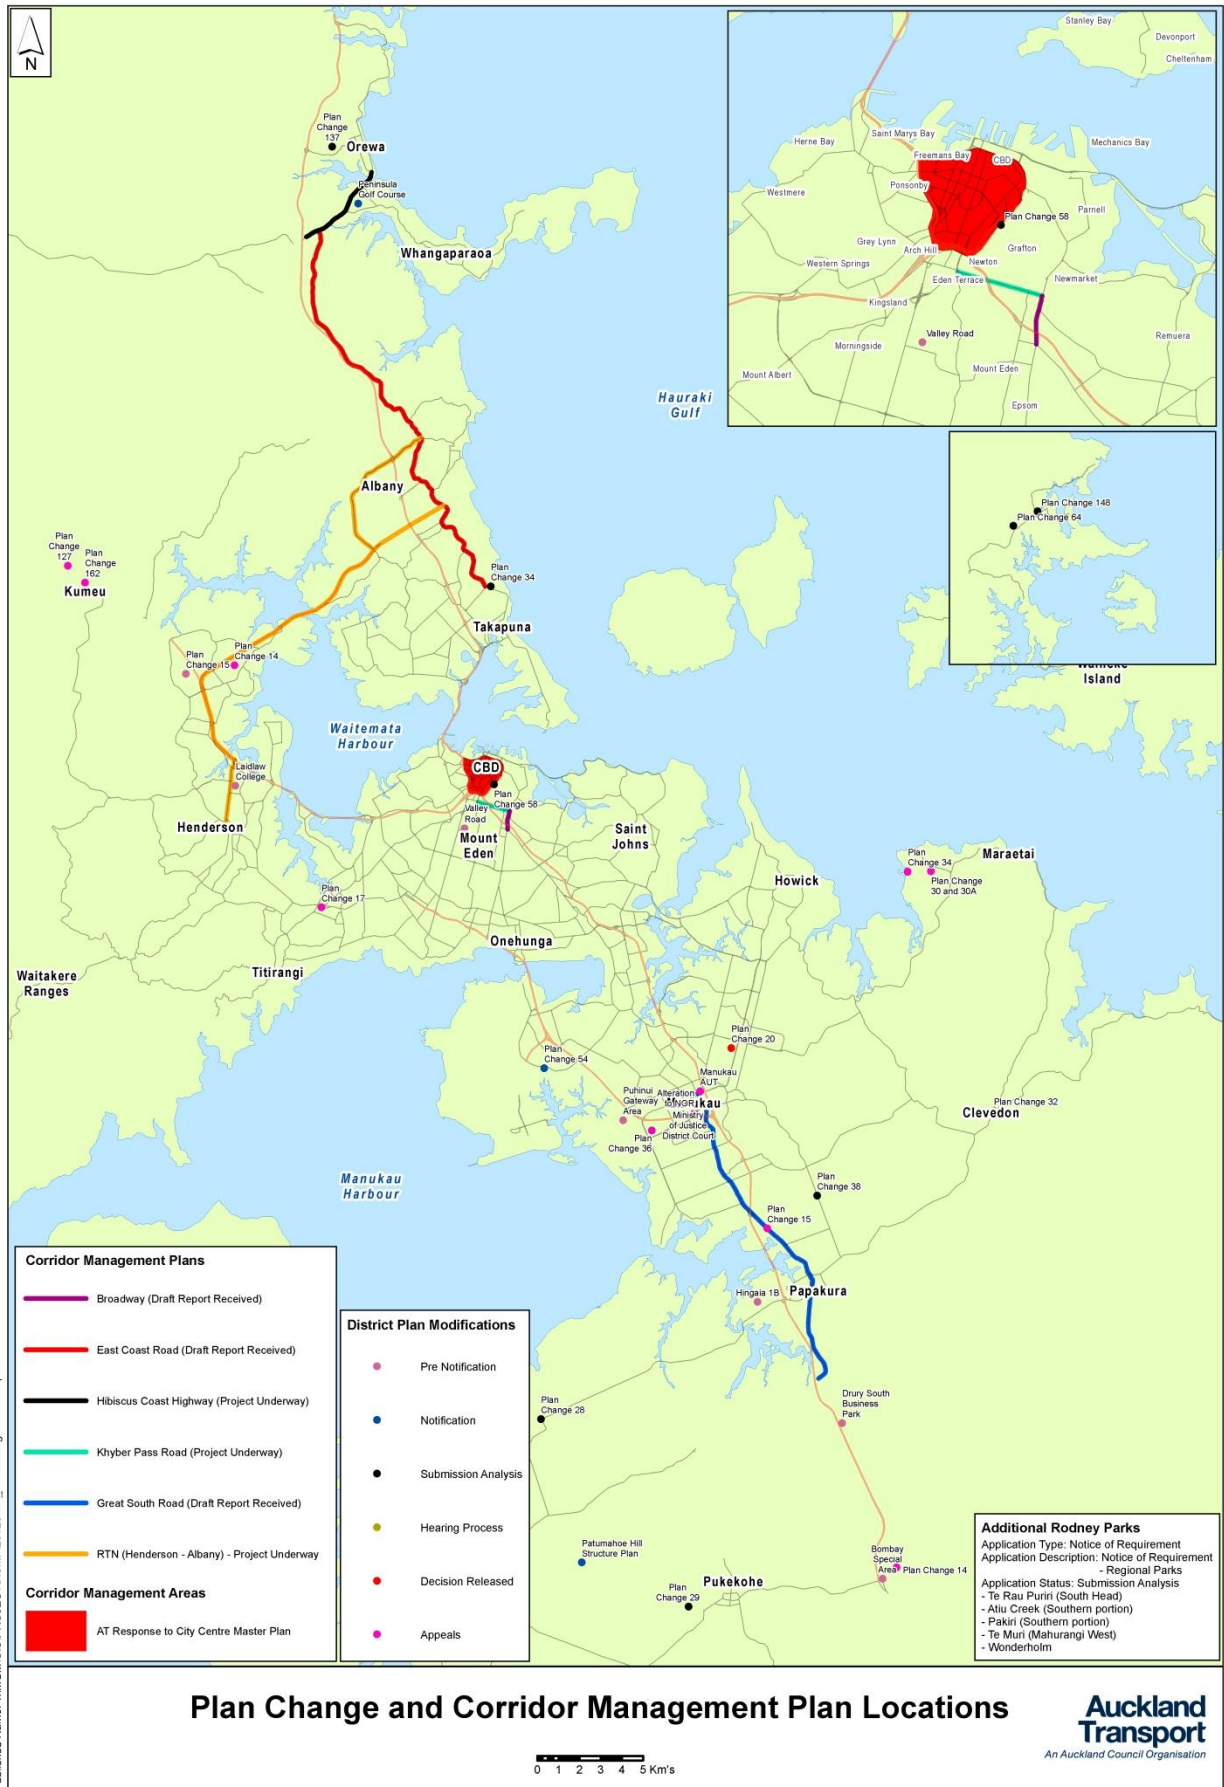 N
Plan
Change
137
Orewa
Peninsula
Golf Course
Whangaparaoa
Hauraki
Gulf
Albany
Plan
Change
127
Plan
Change
162
Kumeu
Plan
Change 34
Takapuna
Plan
Change 15
Plan
Change 14
Waitemata
Harbour
Laidlaw
College
Henderson
CBD
Plan
Change 58
Valley
Road
Mount
Eden
Saint
Johns
Howick
Plan
Change 34
Plan Change
30 and 30A
Maraetai
Plan
Change 17
Onehunga
Titirangi
Waitakere
Ranges
Island
Plan
Change 54
Plan
Change 20
Manukau
AUT
Puhinui
Gateway
Area
Alteration
to NOR
Ministry
of Justice
District Court
Plan
Change 36
Plan Change 32
Clevedon
Manukau
Harbour
Plan
Change 38
Plan
Change 15
Hingaia 1B
Papakura
Drury South
Business
Park
Plan
Change 28
Patumahoe Hill
Structure Plan
Plan
Change 29
Pukekohe
Bombay
Special
Area
Plan Change 14
Stanley Bay
Devonport
Cheltenham
Herne Bay
Saint Marys Bay
Mechanics Bay
Freemans Bay
CBD
Westmere
Ponsonby
Parnell
Plan Change 58
Grey Lynn
Arch Hill
Grafton
Western Springs
Newton
Eden Terrace
Newmarket
Kingsland
Valley Road
Morningside
Remuera
Mount Albert
Mount Eden
Epsom
Plan Change 148
Plan Change 64
Corridor Management Plans
Broadway (Draft Report Received)
East Coast Road (Draft Report Received)
Hibiscus Coast Highway (Project Underway)
Khyber Pass Road (Project Underway)
Great South Road (Draft Report Received)
RTN (Henderson - Albany) - Project Underway
Corridor Management Areas
AT Response to City Centre Master Plan
District Plan Modifications
Pre Notification
Notification
Submission Analysis
Hearing Process
Decision Released
Appeals
Additional Rodney Parks
Application Type: Notice of Requirement
Application Description: Notice of Requirement
- Regional Parks
Application Status: Submission Analysis
- Te Rau Puriri (South Head)
- Atiu Creek (Southern portion)
- Pakiri (Southern portion)
- Te Muri (Mahurangi West)
- Wonderholm
Plan Change and Corridor Management Plan Locations
0 1 2 3 4 5 Km's
Auckland
Transport
An Auckland Council Organisation